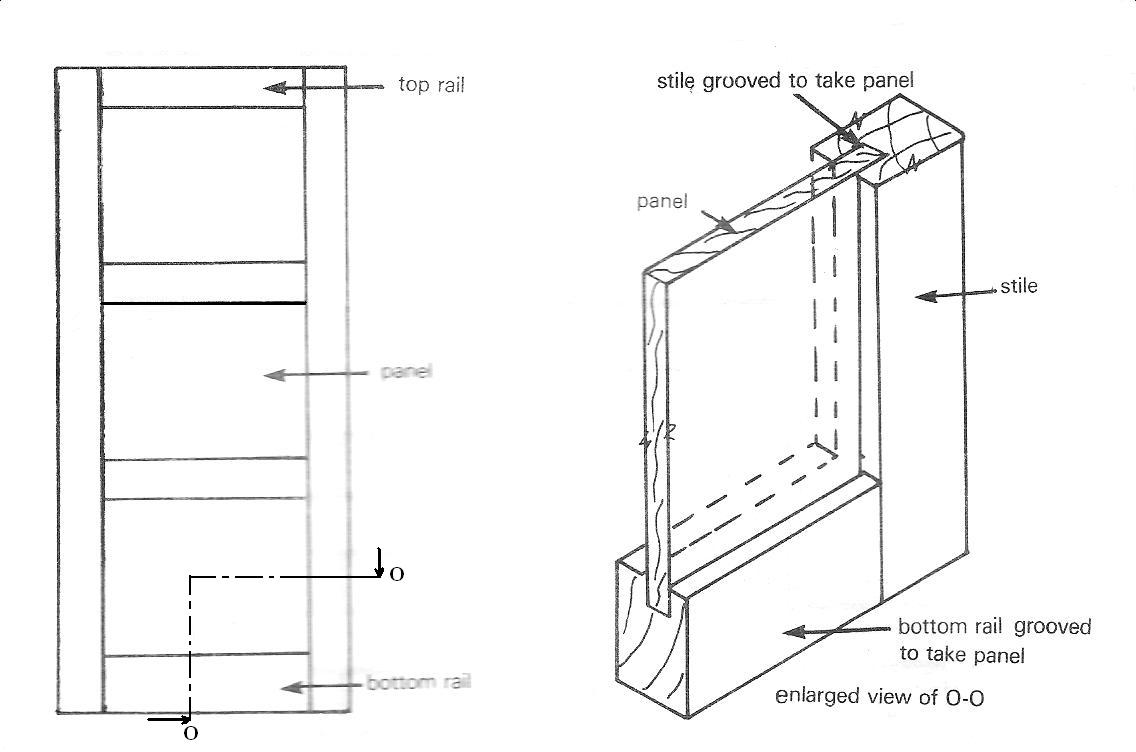 top rail
panel
O
bottom rail
O
stile grooved to take panel
panel
stile
bottom rail grooved
to take panel
enlarged view of O-O